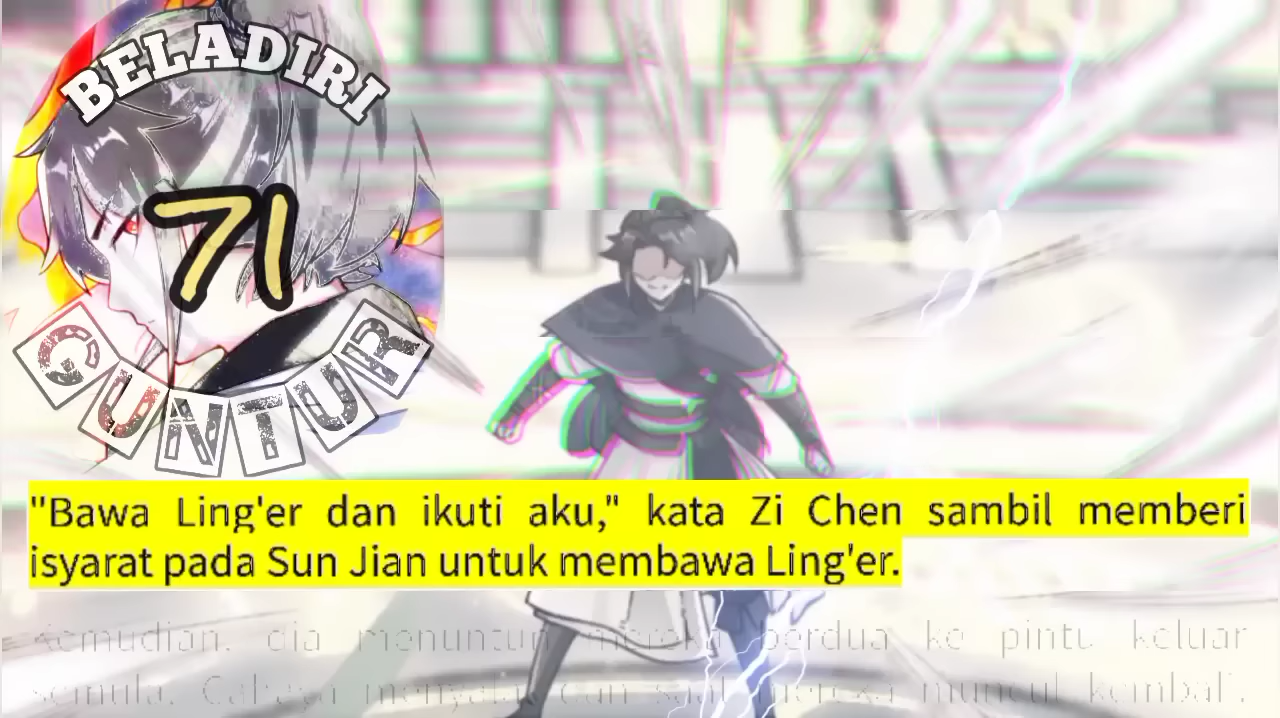 BELADIRI
71
GUNTUR
"Bawa Ling'er dan ikuti aku," kata Zi Chen sambil memberi
isyarat pada Sun Jian untuk membawa Ling'er.
Kemudian, dia menuntun mereka berdua ke pintu keluar
semula. Cahaya menyala, dan saat mereka muncul kembali,